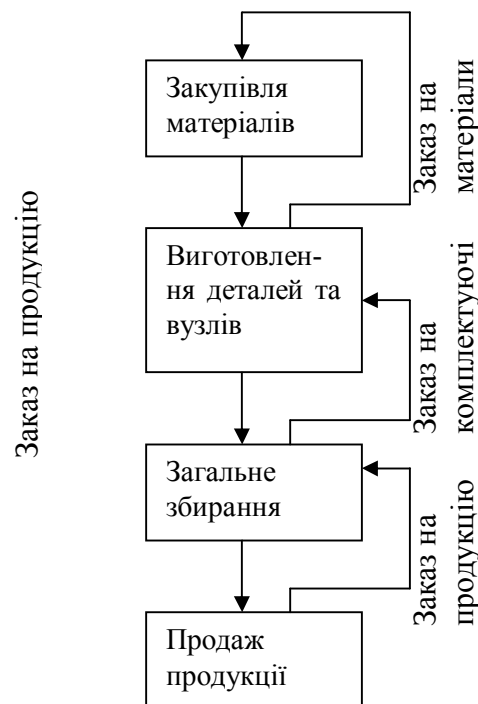 Закупівля
матеріалів
Заказ на
матеріали
Заказ на продукцію
Виготовлен-
ня деталей та
вузлів
Заказ на
комплектуючі
Загальне
збирання
Заказ на
продукцію
Продаж
продукції